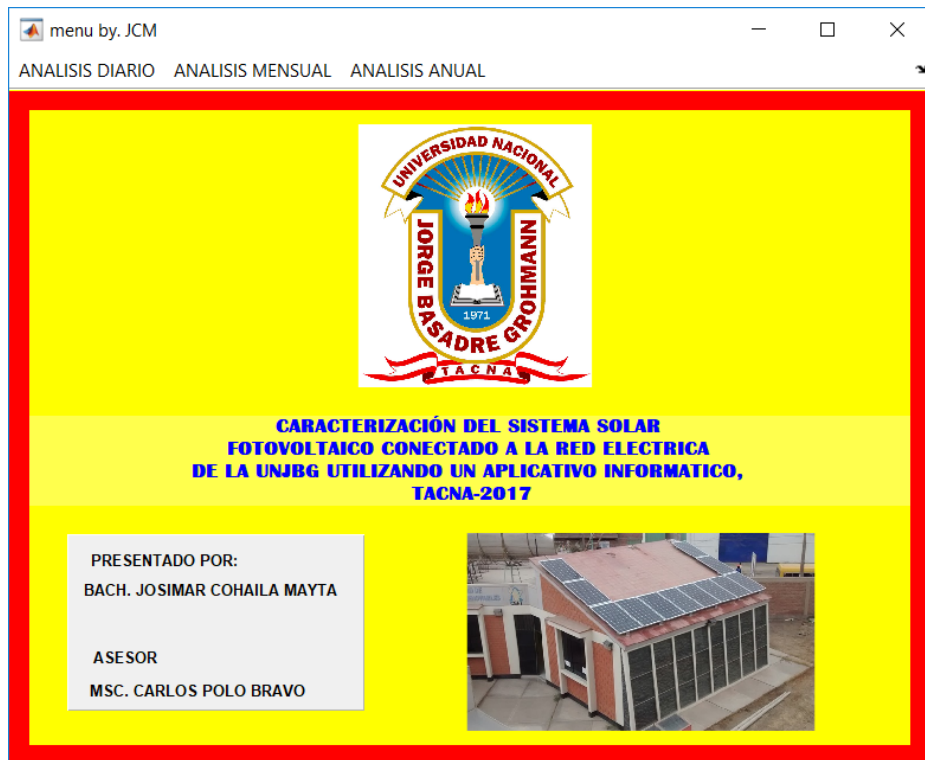 menu by. JCM
ANALISIS DIARIO ANALISIS MENSUAL ANALISIS ANUAL
UNIVERSIDAD NACIONAL
JORGE BASADRE GROHMANN
1971
TACNA
CARACTERIZACIÓN DEL SISTEMA SOLAR
FOTOVOLTAICO CONECTADO A LA RED ELECTRICA
DE LA UNJBG UTILIZANDO UN APLICATIVO INFORMATICO,
TACNA-2017
PRESENTADO POR:
BACH. JOSIMAR COHAILA MAYTA
ASESOR
MSC. CARLOS POLO BRAVO